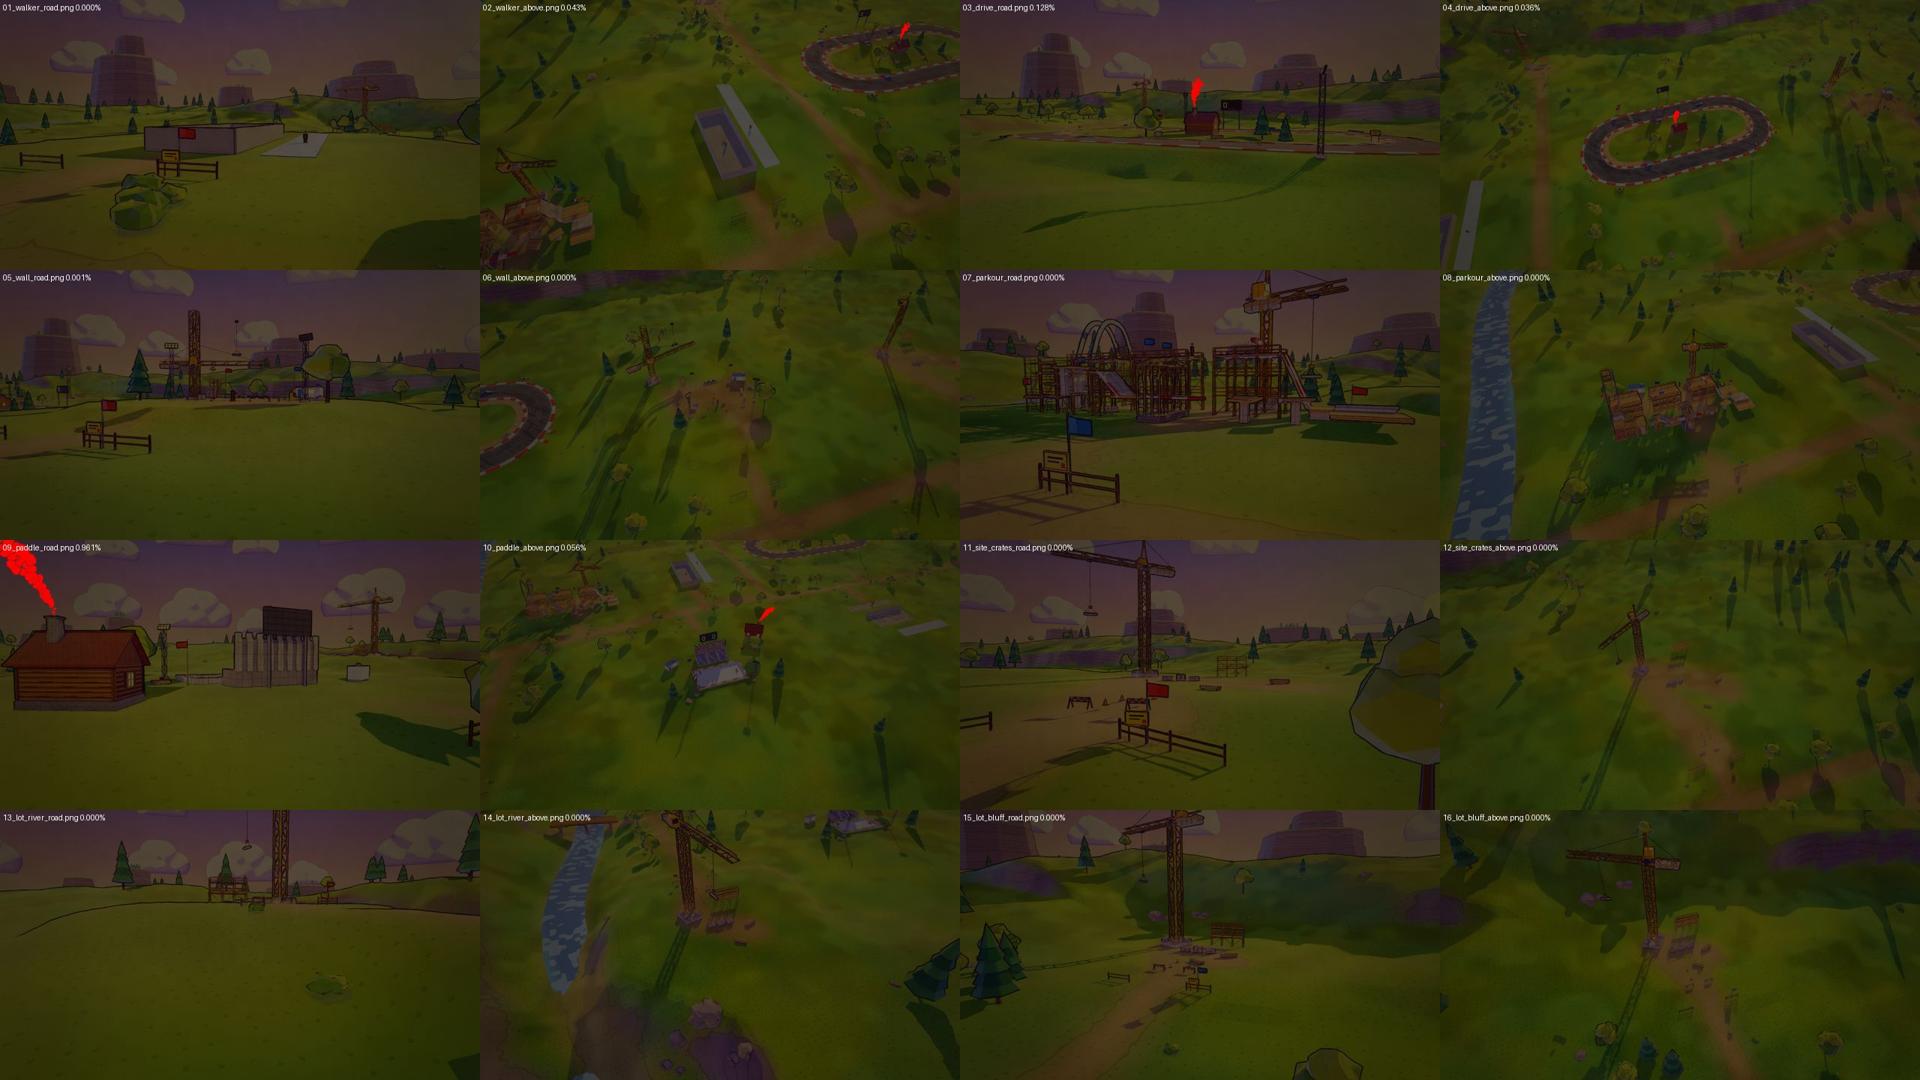 01_walker_road.png 0.000%
02_walker_above.png 0.043%
03_drive_road.png 0.128%
04_drive_above.png 0.036%
05_wall_road.png 0.001%
06_wall_above.png 0.000%
07_parkour_road.png 0.000%
08_parkour_above.png 0.000%
09_paddle_road.png 0.961%
10_paddle_above.png 0.056%
11_site_crates_road.png 0.000%
12_site_crates_above.png 0.000%
13_lot_river_road.png 0.000%
14_lot_river_above.png 0.000%
15_lot_bluff_road.png 0.000%
16_lot_bluff_above.png 0.000%